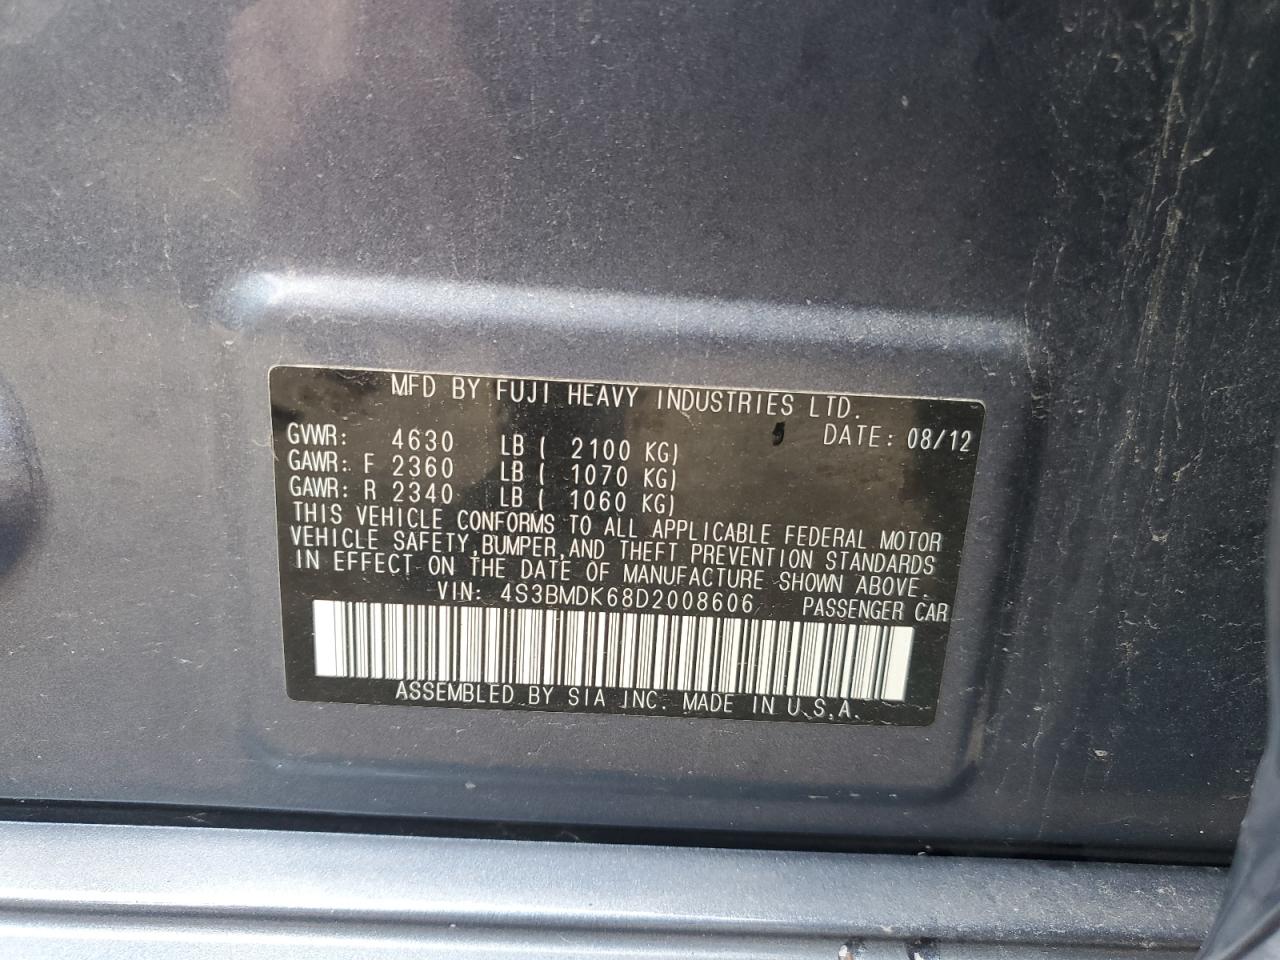 MFD BY FUJI HEAVY INDUSTRIES LTD.
DATE: 08/12
GVWR: 4630 LB ( 2100 KG)
GAWR: F 2360 LB ( 1070 KG)
GAWR: R 2340 LB ( 1060 KG)
THIS VEHICLE CONFORMS TO ALL APPLICABLE FEDERAL MOTOR
VEHICLE SAFETY, BUMPER, AND THEFT PREVENTION STANDARDS
IN EFFECT ON THE DATE OF MANUFACTURE SHOWN ABOVE.
VIN: 4S3BMDK68D2008606 PASSENGER CAR
ASSEMBLED BY SIA INC. MADE IN U.S.A.